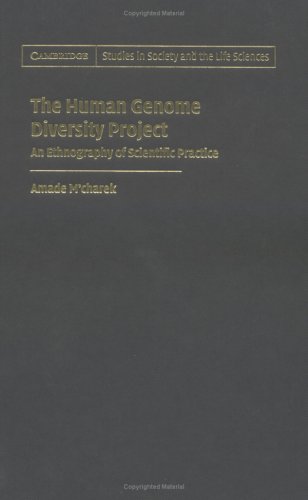 CAMBRIDGE Studies in Society and the Life Sciences
The Human Genome
Diversity Project
An Ethnography of Scientific Practice
Amade M'charek